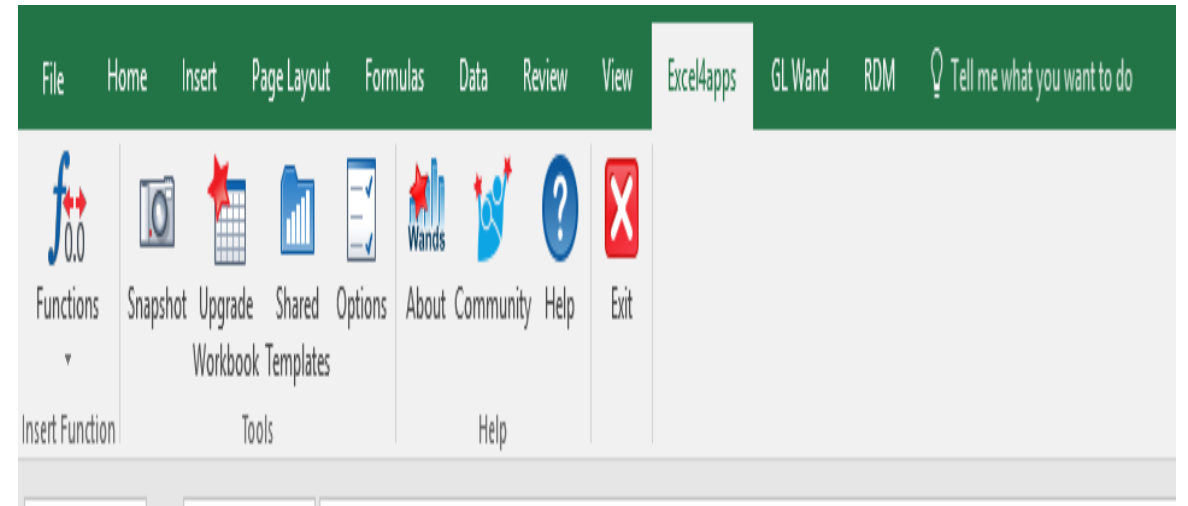 File Home Insert Page Layout Formulas Data Review View Excel4apps GL Wand RDM Tell me what you want to do
0.0
Wands
?
Functions Snapshot Upgrade Shared Options About Community Help Exit
Workbook Templates
Insert Function Tools Help